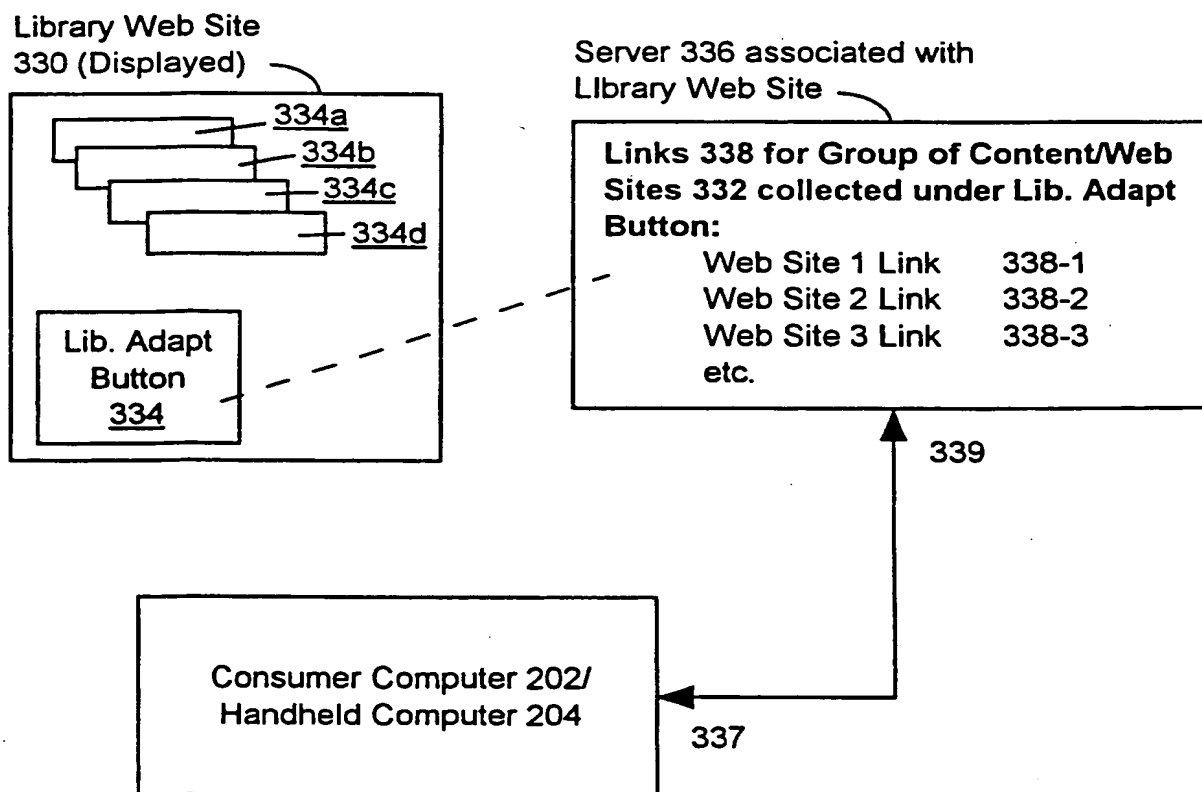 Library Web Site
330 (Displayed)
334a
334b
334c
334d
Lib. Adapt
Button
334
Server 336 associated with
LIbrary Web Site
Links 338 for Group of Content/Web
Sites 332 collected under Lib. Adapt
Button:
Web Site 1 Link 338-1
Web Site 2 Link 338-2
Web Site 3 Link 338-3
etc.
339
Consumer Computer 202/
Handheld Computer 204
337